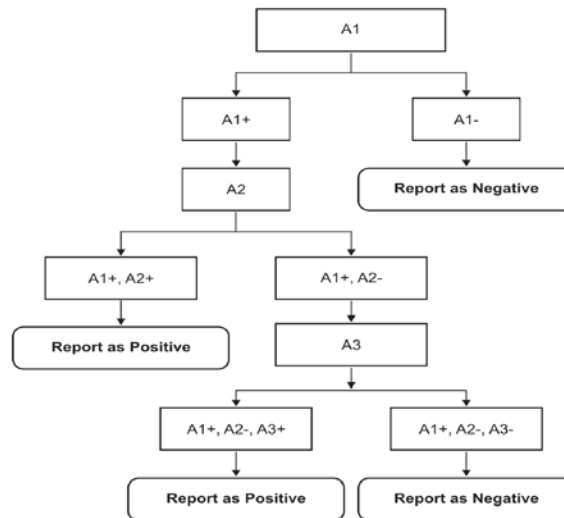 A1
A1+
A1-
A2
Report as Negative
A1+, A2+
A1+, A2-
Report as Positive
A3
A1+, A2-, A3+
A1+, A2-, A3-
Report as Positive
Report as Negative